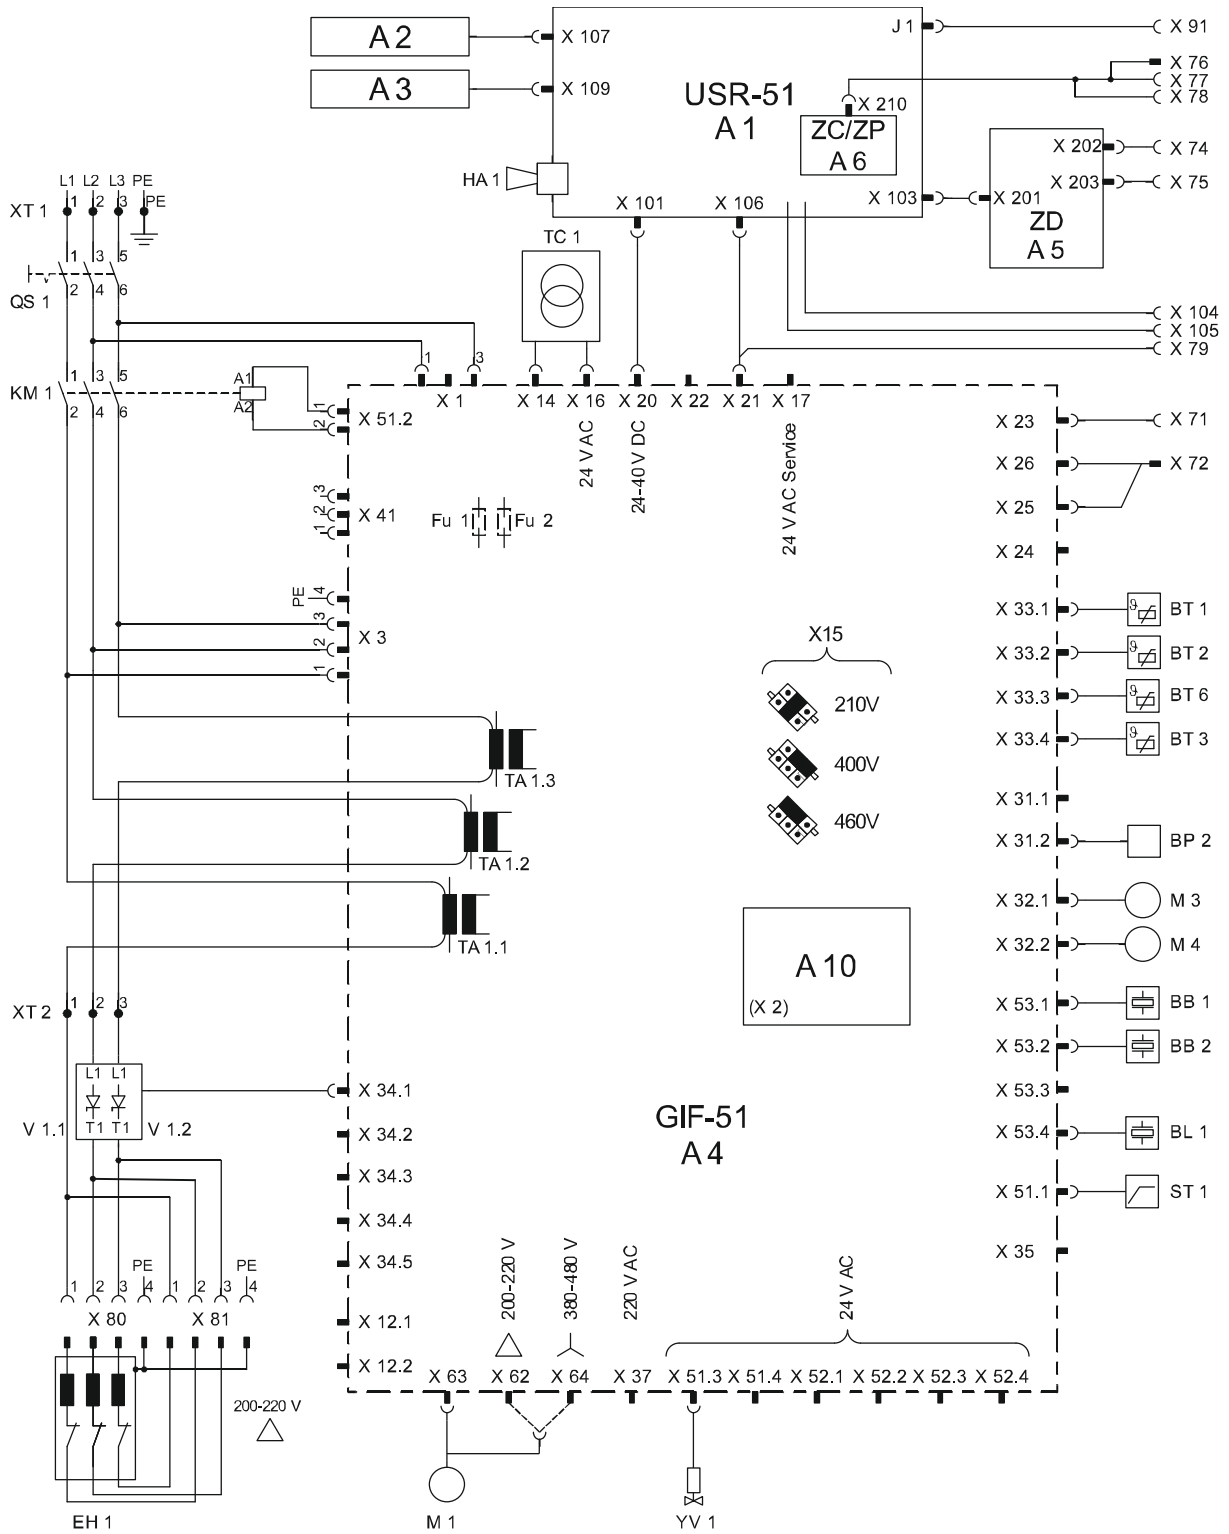 A 2
X 107
J 1
X 91
A 3
X 109
USR-51
A 1
X 76
X 77
X 78
X 210
ZC/ZP
A 6
X 202
X 74
X 203
X 75
HA 1
X 101
X 106
X 103
X 201
ZD
A 5
L1 L2 L3 PE
XT 1
1 2 3 PE
TC 1
1 3 5
QS 1
2 4 6
X 104
X 105
X 79
1 3
1 3 5
KM 1
2 4 6
A1
A2
1
2
X 51.2
X 1
X 14
X 16
X 20
X 22
X 21
X 17
24 V AC
24-40 V DC
24 V AC Service
X 23
X 71
X 26
X 72
X 25
X 24
3
2
1
X 41
Fu 1
Fu 2
PE
4
3
2
1
X 3
X 33.1
BT 1
X 33.2
BT 2
X 33.3
BT 6
X 33.4
BT 3
ϑ
ϑ
ϑ
ϑ
X15
210V
400V
460V
TA 1.3
TA 1.2
TA 1.1
X 31.1
X 31.2
BP 2
X 32.1
M 3
X 32.2
M 4
A 10
(X 2)
X 53.1
BB 1
X 53.2
BB 2
X 53.3
X 53.4
BL 1
X 51.1
ST 1
X 35
XT 2
1 2 3
L1 L1
T1 T1
V 1.1
V 1.2
X 34.1
X 34.2
X 34.3
X 34.4
X 34.5
X 12.1
X 12.2
GIF-51
A 4
PE
PE
1 2 3 4 1 2 3 4
X 80
X 81
200-220 V
380-480 V
220 V AC
24 V AC
X 63
X 62
X 64
X 37
X 51.3
X 51.4
X 52.1
X 52.2
X 52.3
X 52.4
200-220 V
EH 1
M 1
YV 1